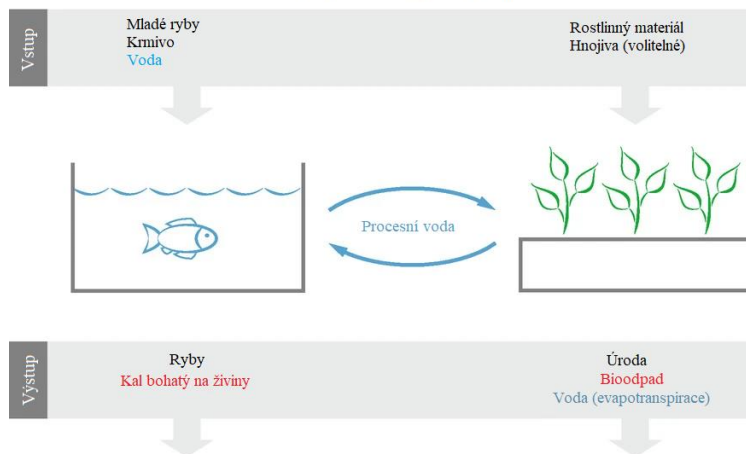 Vstup
Mladé ryby
Krmivo
Voda
Rostlinný materiál
Hnojiva (volitelné)
Procesní voda
Výstup
Ryby
Kal bohatý na živiny
Úroda
Bioodpad
Voda (evapotranspirace)